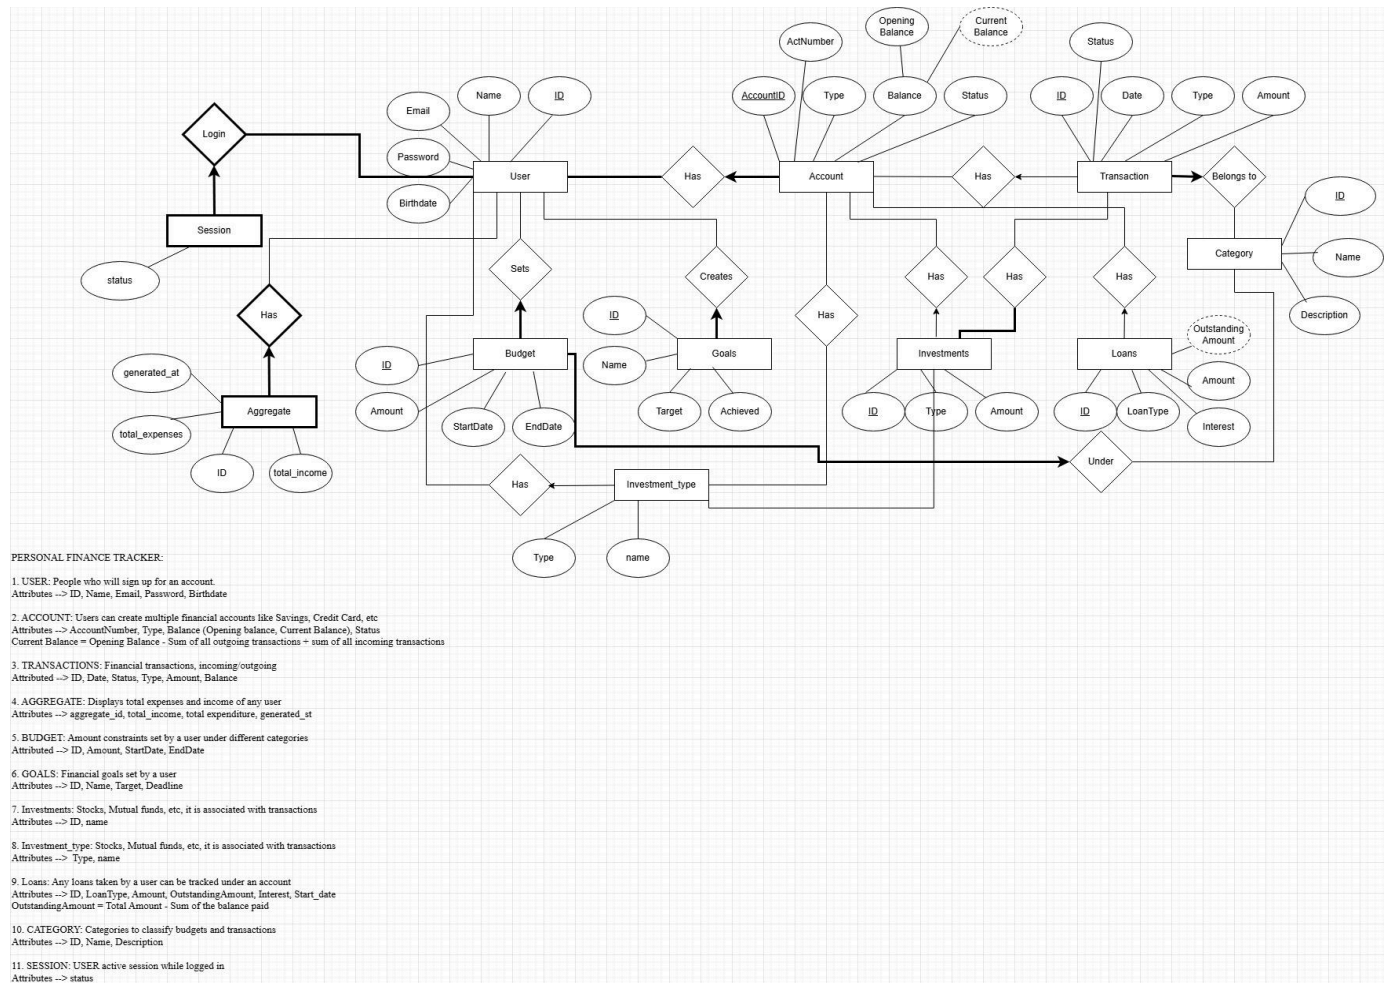 Opening
Balance
Current
Balance
ActNumber
Status
Email
Name
ID
AccountID
Type
Balance
Status
ID
Date
Type
Amount
Login
Password
User
Has
Account
Has
Transaction
Belongs to
Birthdate
ID
Session
Category
Name
status
Sets
Creates
Has
Has
Has
Has
Has
Description
ID
Outstanding
Amount
Budget
ID
Name
Goals
Investments
Loans
generated_at
Amount
Aggregate
Amount
StartDate
EndDate
Target
Achieved
ID
Type
Amount
ID
LoanType
Interest
total_expenses
ID
total_income
Under
Has
Investment_type
Type
name
PERSONAL FINANCE TRACKER:
1. USER: People who will sign up for an account.
Attributes --> ID, Name, Email, Password, Birthdate
2. ACCOUNT: Users can create multiple financial accounts like Savings, Credit Card, etc
Attributes --> AccountNumber, Type, Balance (Opening balance, Current Balance), Status
Current Balance = Opening Balance - Sum of all outgoing transactions + sum of all incoming transactions
3. TRANSACTIONS: Financial transactions, incoming/outgoing
Attributed --> ID, Date, Status, Type, Amount, Balance
4. AGGREGATE: Displays total expenses and income of any user
Attributes --> aggregate_id, total_income, total expenditure, generated_st
5. BUDGET: Amount constraints set by a user under different categories
Attributed --> ID, Amount, StartDate, EndDate
6. GOALS: Financial goals set by a user
Attributes --> ID, Name, Target, Deadline
7. Investments: Stocks, Mutual funds, etc, it is associated with transactions
Attributes --> ID, name
8. Investment_type: Stocks, Mutual funds, etc, it is associated with transactions
Attributes --> Type, name
9. Loans: Any loans taken by a user can be tracked under an account
Attributes --> ID, LoanType, Amount, OutstandingAmount, Interest, Start_date
OutstandingAmount = Total Amount - Sum of the balance paid
10. CATEGORY: Categories to classify budgets and transactions
Attributes --> ID, Name, Description
11. SESSION: USER active session while logged in
Attributes --> status